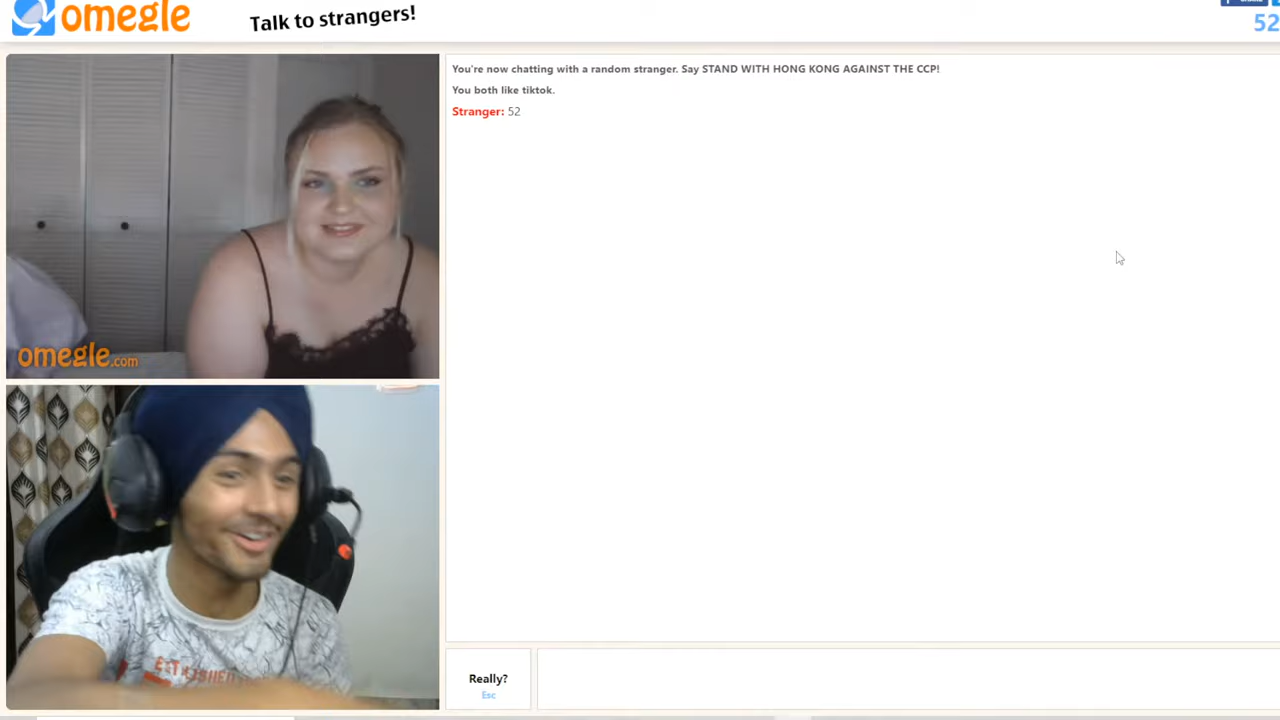 omegle
Talk to strangers!
52
You're now chatting with a random stranger. Say STAND WITH HONG KONG AGAINST THE CCP!
You both like tiktok.
Stranger: 52
omegle.com
ESTABLISHED
Really?
Esc